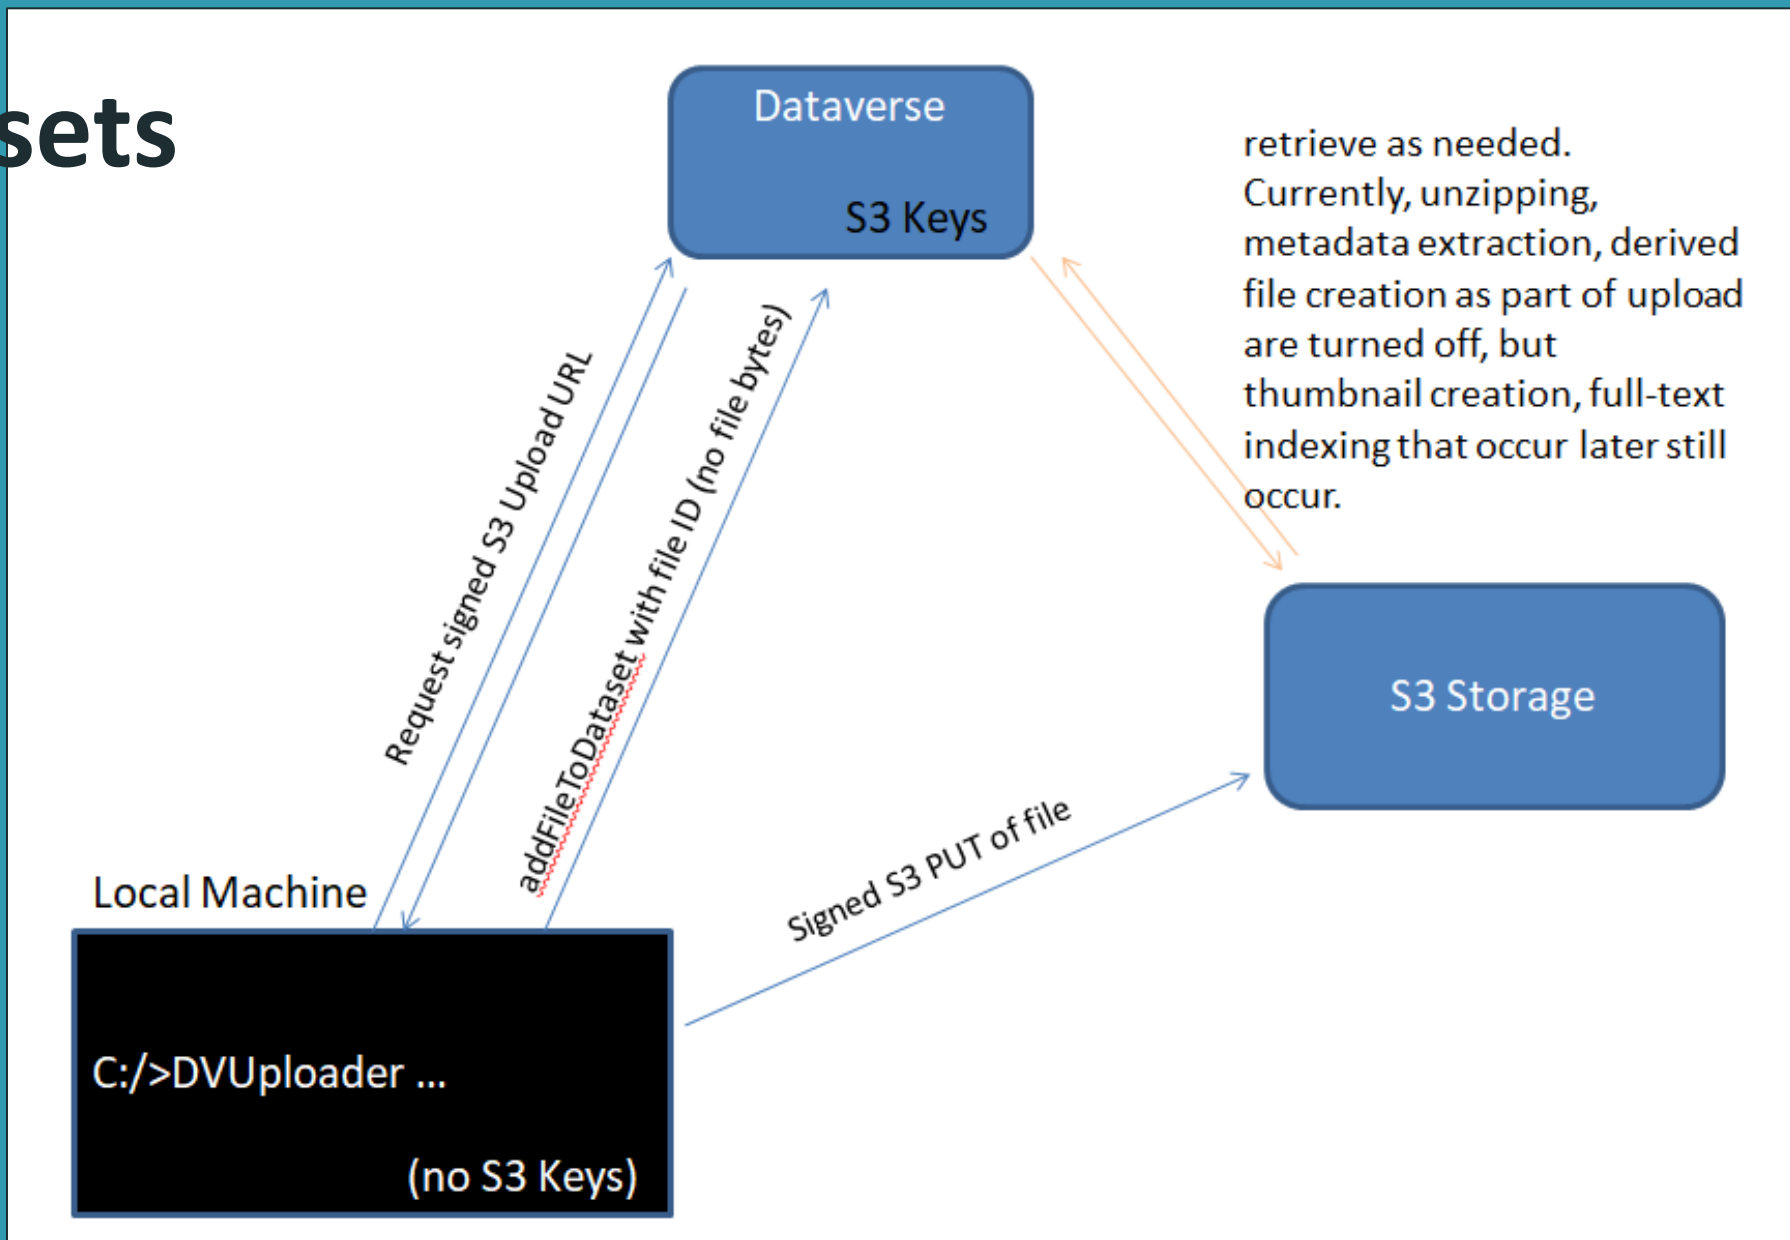 sets
Dataverse
S3 Keys
retrieve as needed.
Currently, unzipping,
metadata extraction, derived
file creation as part of upload
are turned off, but
thumbnail creation, full-text
indexing that occur later still
occur.
Request signed S3 Upload URL
addFileToDataset with file ID (no file bytes)
S3 Storage
Signed S3 PUT of file
Local Machine
C:/>DVUploader ...
(no S3 Keys)